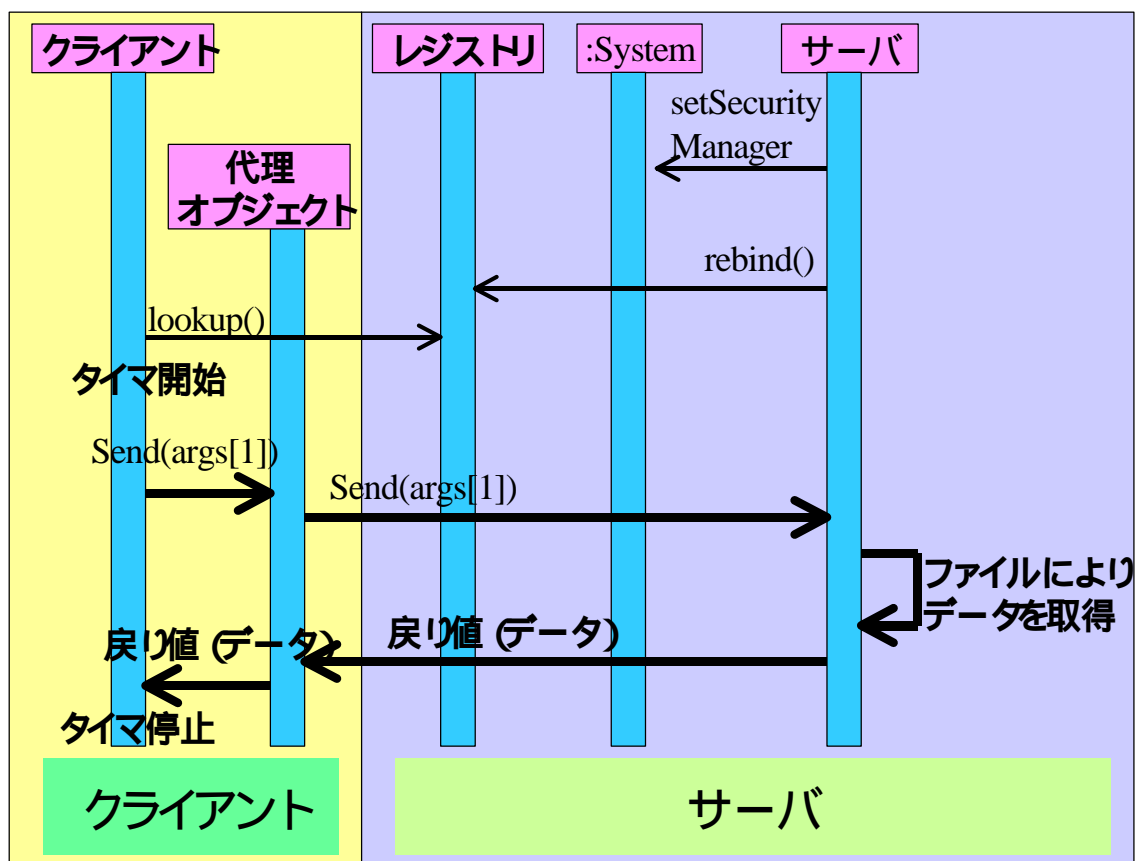 クライアント
レジストリ
:System
サーバ
setSecurity
Manager
代理
オブジェクト
rebind()
lookup()
タイマ開始
Send(args[1])
Send(args[1])
ファイルにより
データを取得
戻り値(データ)
戻り値(データ)
タイマ停止
クライアント
サーバ